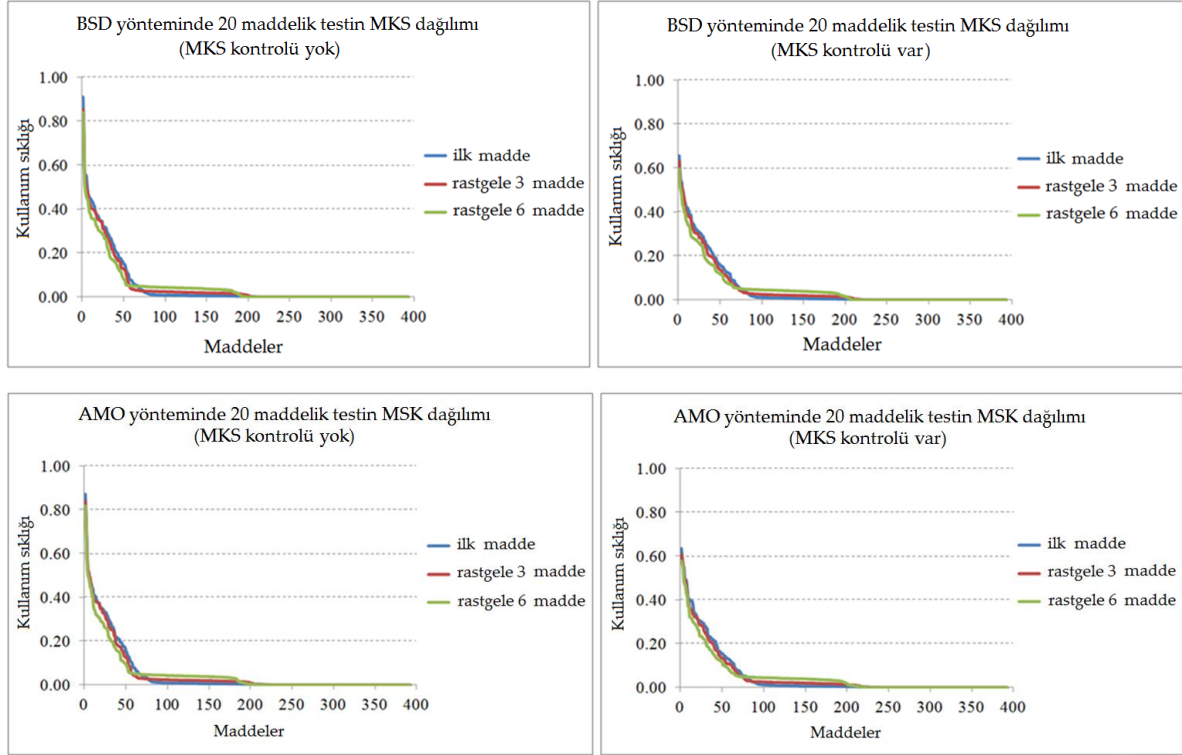 BSD yönteminde 20 maddelik testin MKS dağılımı
(MKS kontrolü yok)
1.00
0.80
0.60
0.40
0.20
0.00
Kullanım sıklığı
0 50 100 150 200 250 300 350 400
Maddeler
ilk madde
rastgele 3 madde
rastgele 6 madde
BSD yönteminde 20 maddelik testin MKS dağılımı
(MKS kontrolü var)
1.00
0.80
0.60
0.40
0.20
0.00
Kullanım sıklığı
0 50 100 150 200 250 300 350 400
Maddeler
ilk madde
rastgele 3 madde
rastgele 6 madde
AMO yönteminde 20 maddelik testin MSK dağılımı
(MKS kontrolü yok)
1.00
0.80
0.60
0.40
0.20
0.00
Kullanım sıklığı
0 50 100 150 200 250 300 350 400
Maddeler
ilk madde
rastgele 3 madde
rastgele 6 madde
AMO yönteminde 20 maddelik testin MSK dağılımı
(MKS kontrolü var)
1.00
0.80
0.60
0.40
0.20
0.00
Kullanım sıklığı
0 50 100 150 200 250 300 350 400
Maddeler
ilk madde
rastgele 3 madde
rastgele 6 madde